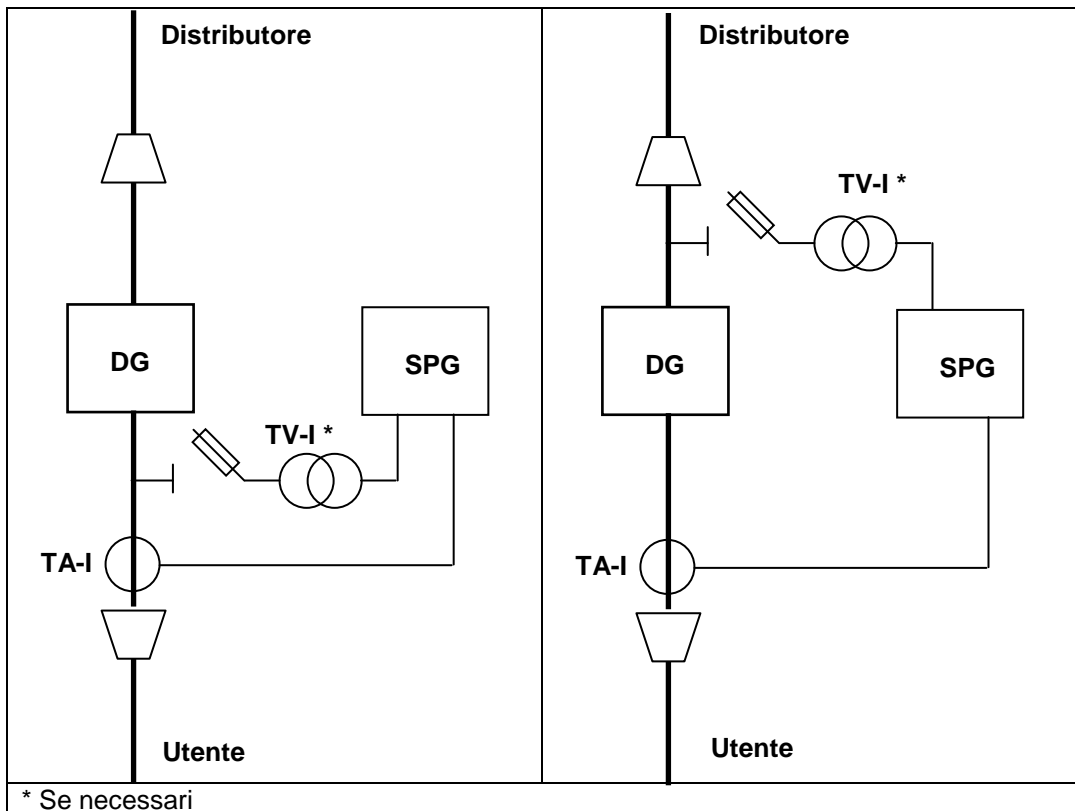 Distributore
TV-I *
DG
SPG
TA-I
Utente
Distributore
TV-I *
DG
SPG
TA-I
Utente
* Se necessari